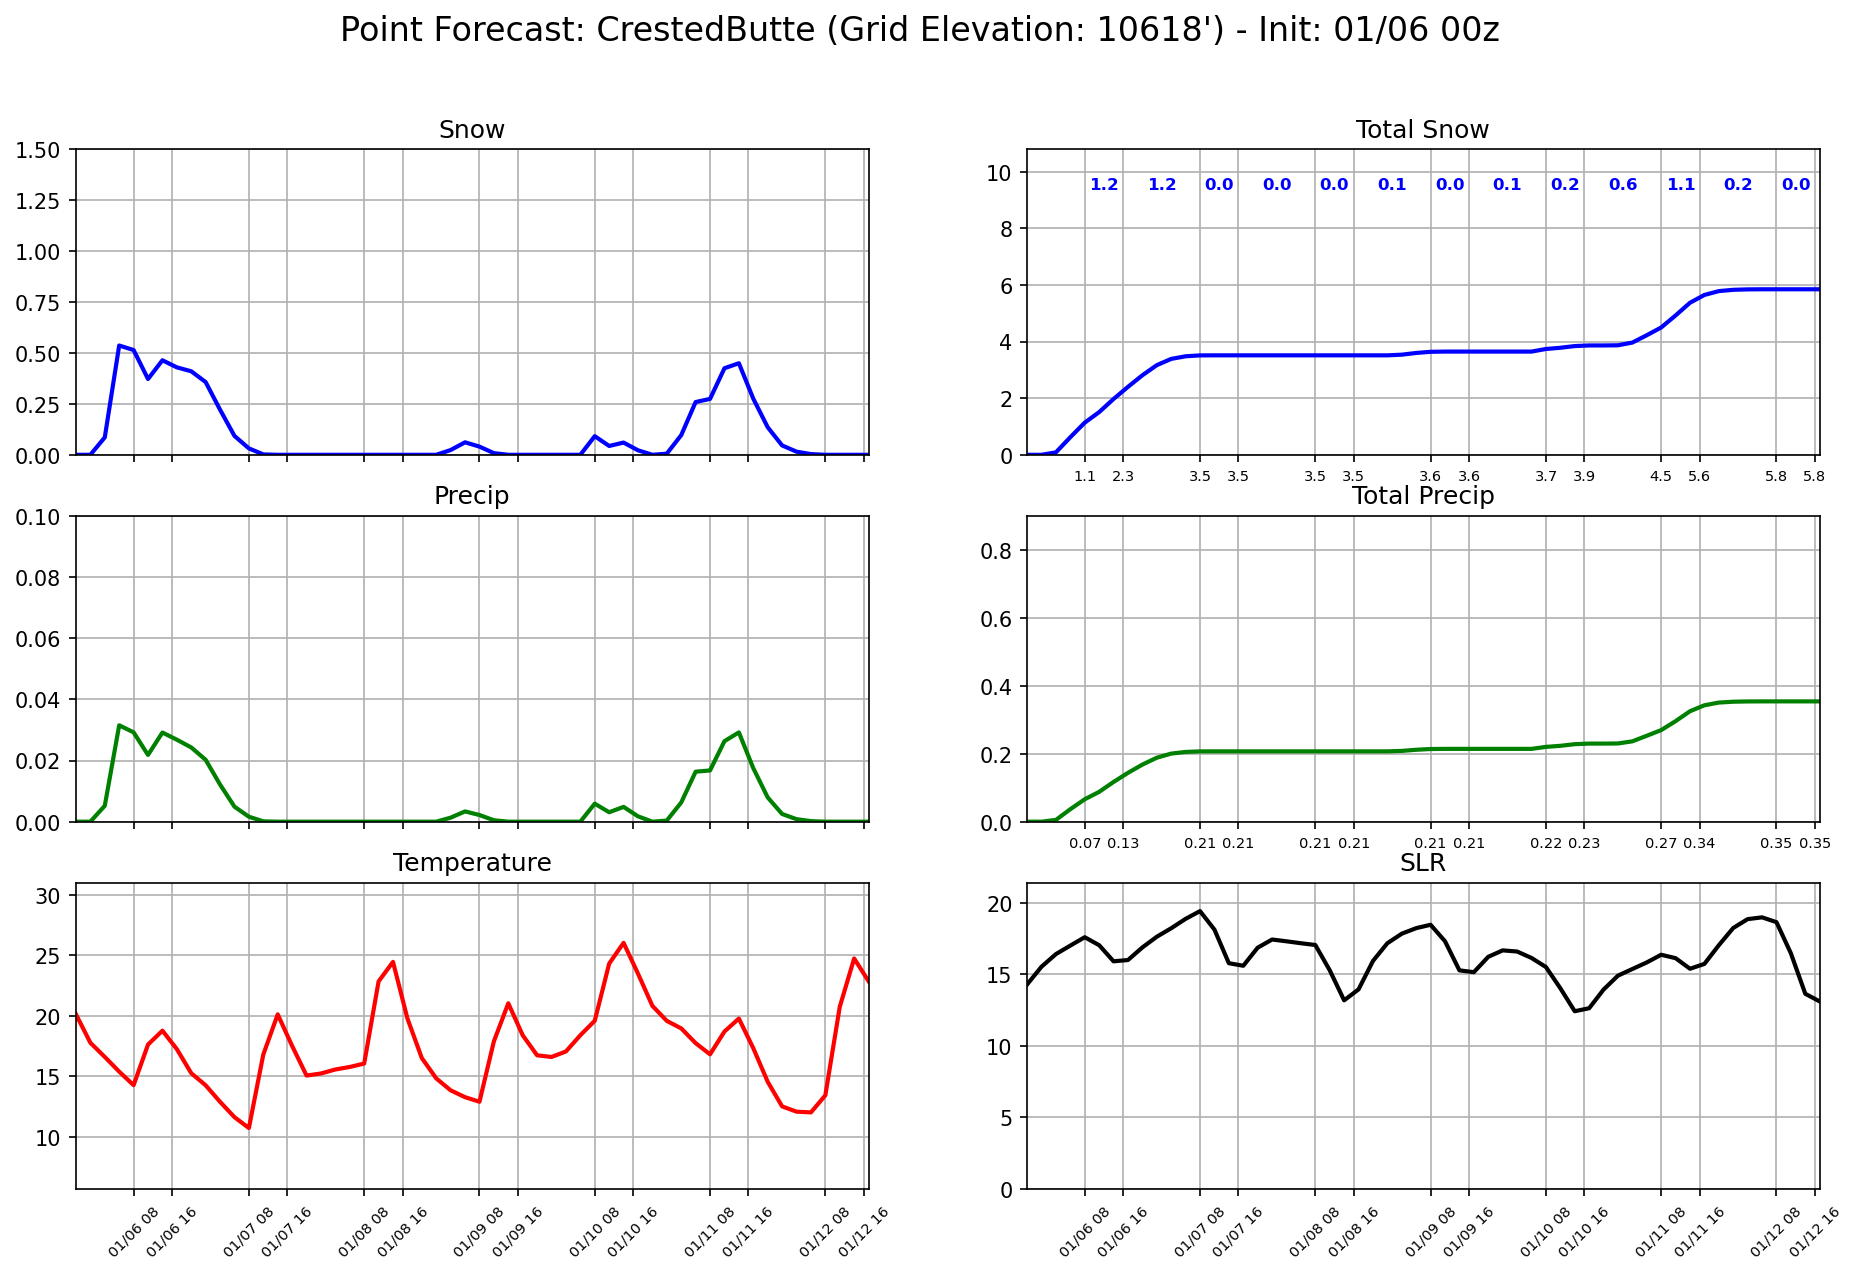 Point Forecast: CrestedButte (Grid Elevation: 10618') - Init: 01/06 00z
Snow
1.50
1.25
1.00
0.75
0.50
0.25
0.00
Total Snow
10
8
6
4
2
0
1.2 1.2 0.0 0.0 0.0 0.1 0.0 0.1 0.2 0.6 1.1 0.2 0.0
1.1 2.3 3.5 3.5 3.5 3.5 3.6 3.6 3.7 3.9 4.5 5.6 5.8 5.8
Precip
0.10
0.08
0.06
0.04
0.02
0.00
Total Precip
0.8
0.6
0.4
0.2
0.0
0.07 0.13 0.21 0.21 0.21 0.21 0.21 0.21 0.22 0.23 0.27 0.34 0.35 0.35
Temperature
30
25
20
15
10
01/06 08 01/06 16 01/07 08 01/07 16 01/08 08 01/08 16 01/09 08 01/09 16 01/10 08 01/10 16 01/11 08 01/11 16 01/12 08 01/12 16
SLR
20
15
10
5
0
01/06 08 01/06 16 01/07 08 01/07 16 01/08 08 01/08 16 01/09 08 01/09 16 01/10 08 01/10 16 01/11 08 01/11 16 01/12 08 01/12 16